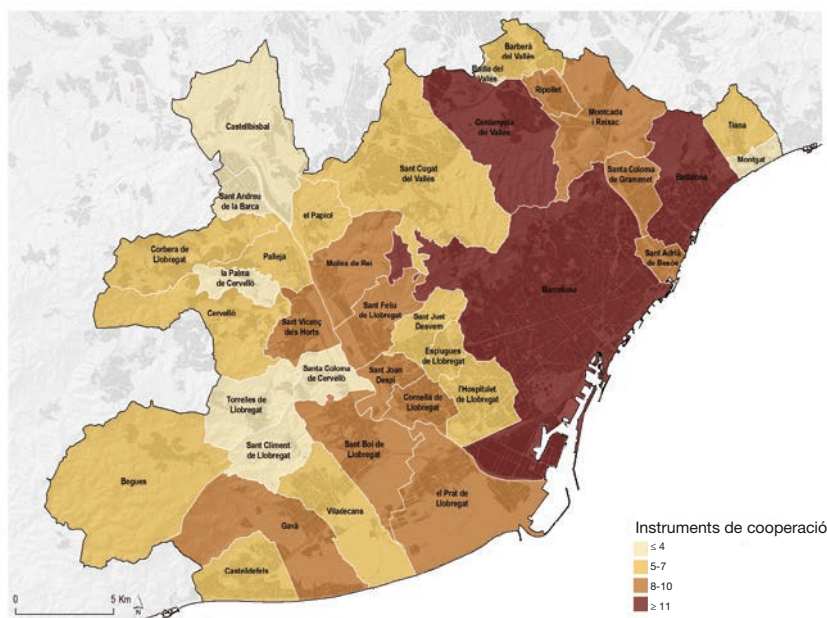 Barberà
del Vallès
Badia del
Vallès
Ripollet
Castellbisbal
Cerdanyola
del Vallès
Montcada
i Reixac
Tiana
Montgat
Sant Cugat
del Vallès
Santa Coloma
de Gramenet
Badalona
Sant Andreu
de la Barca
el Papiol
Corbera de
Llobregat
Pallejà
Molins de Rei
Sant Adrià
de Besòs
la Palma
de Cervelló
Barcelona
Cervelló
Sant Vicenç
dels Horts
Sant Feliu
de Llobregat
Sant Just
Desvern
Esplugues
de Llobregat
Santa Coloma
de Cervelló
Sant Joan
Despí
l'Hospitalet
de Llobregat
Torrelles de
Llobregat
Cornellà de
Llobregat
Sant Climent
de Llobregat
Sant Boi de
Llobregat
Begues
Viladecans
el Prat de
Llobregat
Gavà
Castelldefels
Instruments de cooperació
≤ 4
5-7
8-10
≥ 11
0 5 Km
N